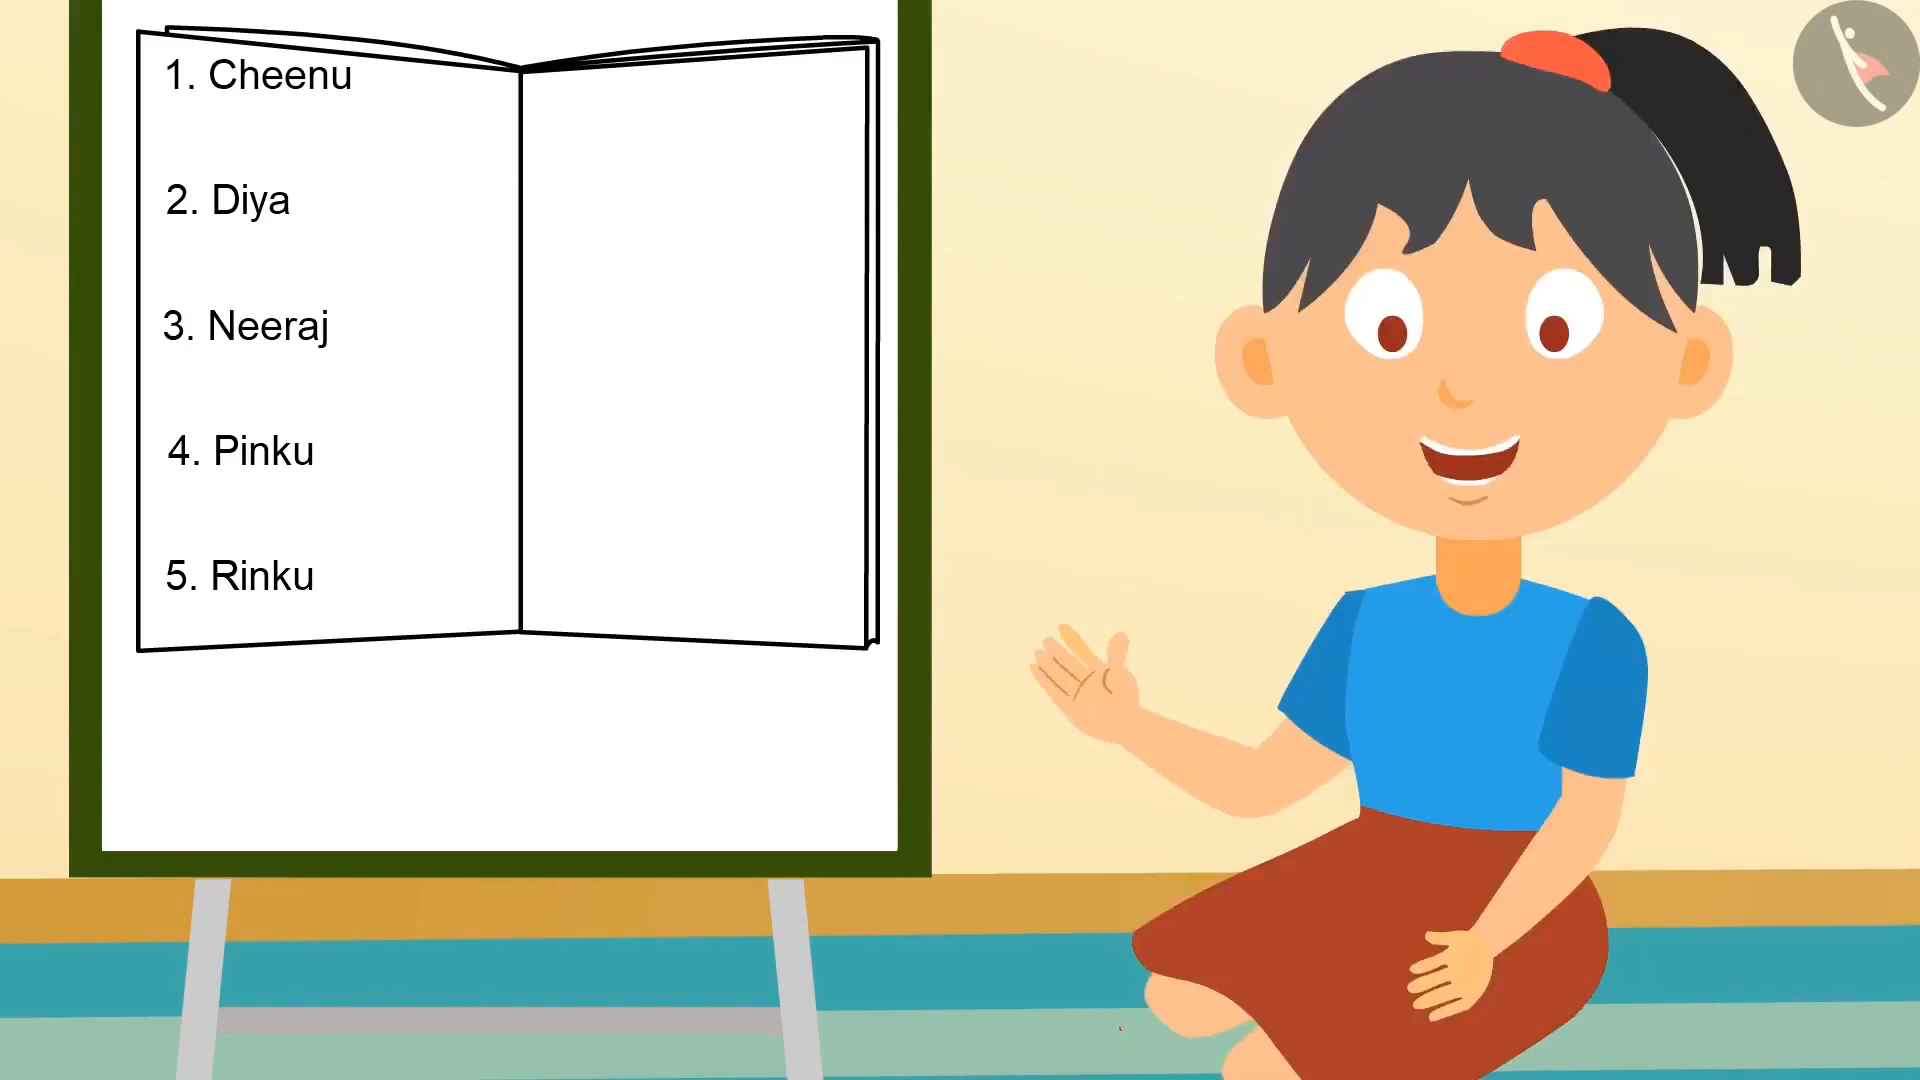 1. Cheenu
2. Diya
3. Neeraj
4. Pinku
5. Rinku